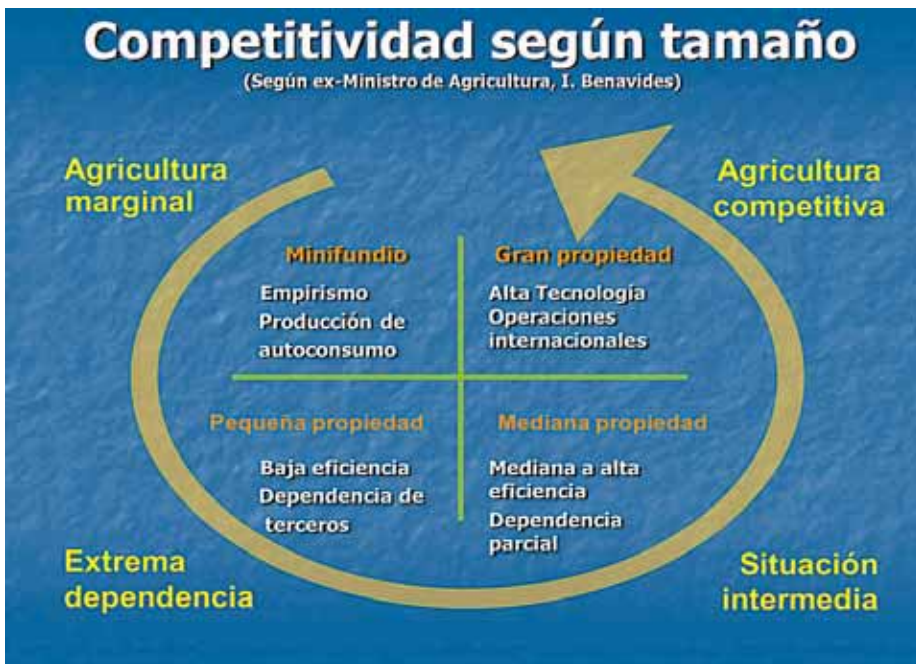 Competitividad según tamaño
(Según ex-Ministro de Agricultura, I. Benavides)
Agricultura
marginal
Agricultura
competitiva
Minifundio
Empirismo
Producción de
autoconsumo
Gran propiedad
Alta Tecnología
Operaciones
internacionales
Pequeña propiedad
Baja eficiencia
Dependencia de
terceros
Mediana propiedad
Mediana a alta
eficiencia
Dependencia
parcial
Extrema
dependencia
Situación
intermedia